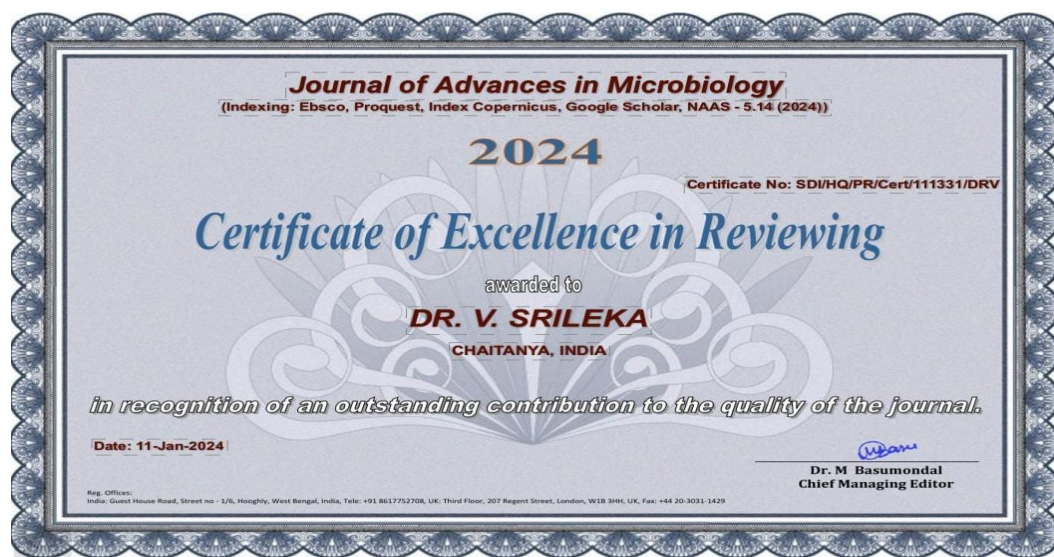 Journal of Advances in Microbiology
(Indexing: Ebsco, Proquest, Index Copernicus, Google Scholar, NAAS - 5.14 (2024))
2024
Certificate No: SDI/HQ/PR/Cert/111331/DRV
Certificate of Excellence in Reviewing
awarded to
DR. V. SRILEKA
CHAITANYA, INDIA
in recognition of an outstanding contribution to the quality of the journal.
Date: 11-Jan-2024
Dr. M Basumondal
Chief Managing Editor
Reg. Offices:
India: Guest House Road, Street no - 1/6, Hooghly, West Bengal, India, Tele: +91 8617752708, UK: Third Floor, 207 Regent Street, London, W1B 3HH, UK, Fax: +44 20-3031-1429